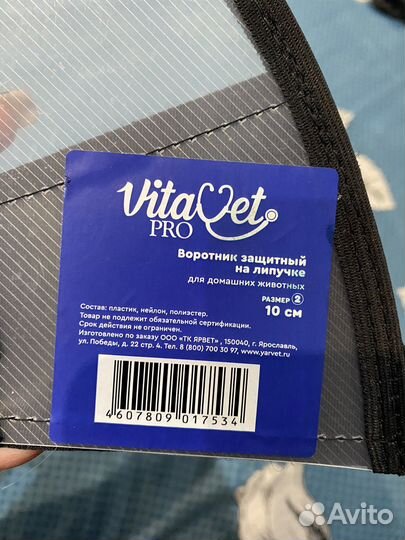 VitaVet
PRO
Воротник защитный
на липучке
для домашних животных
РАЗМЕР 2
10 см
Состав: пластик, нейлон, полиэстер.
Товар не подлежит обязательной сертификации.
Срок действия не ограничен.
Изготовлено по заказу ООО «ТК ЯРВЕТ», 150040, г. Ярославль,
ул. Победы, д. 22 стр. 4. Тел. 8 (800) 700 30 97, www.yarvet.ru
4607809 017534
Avito